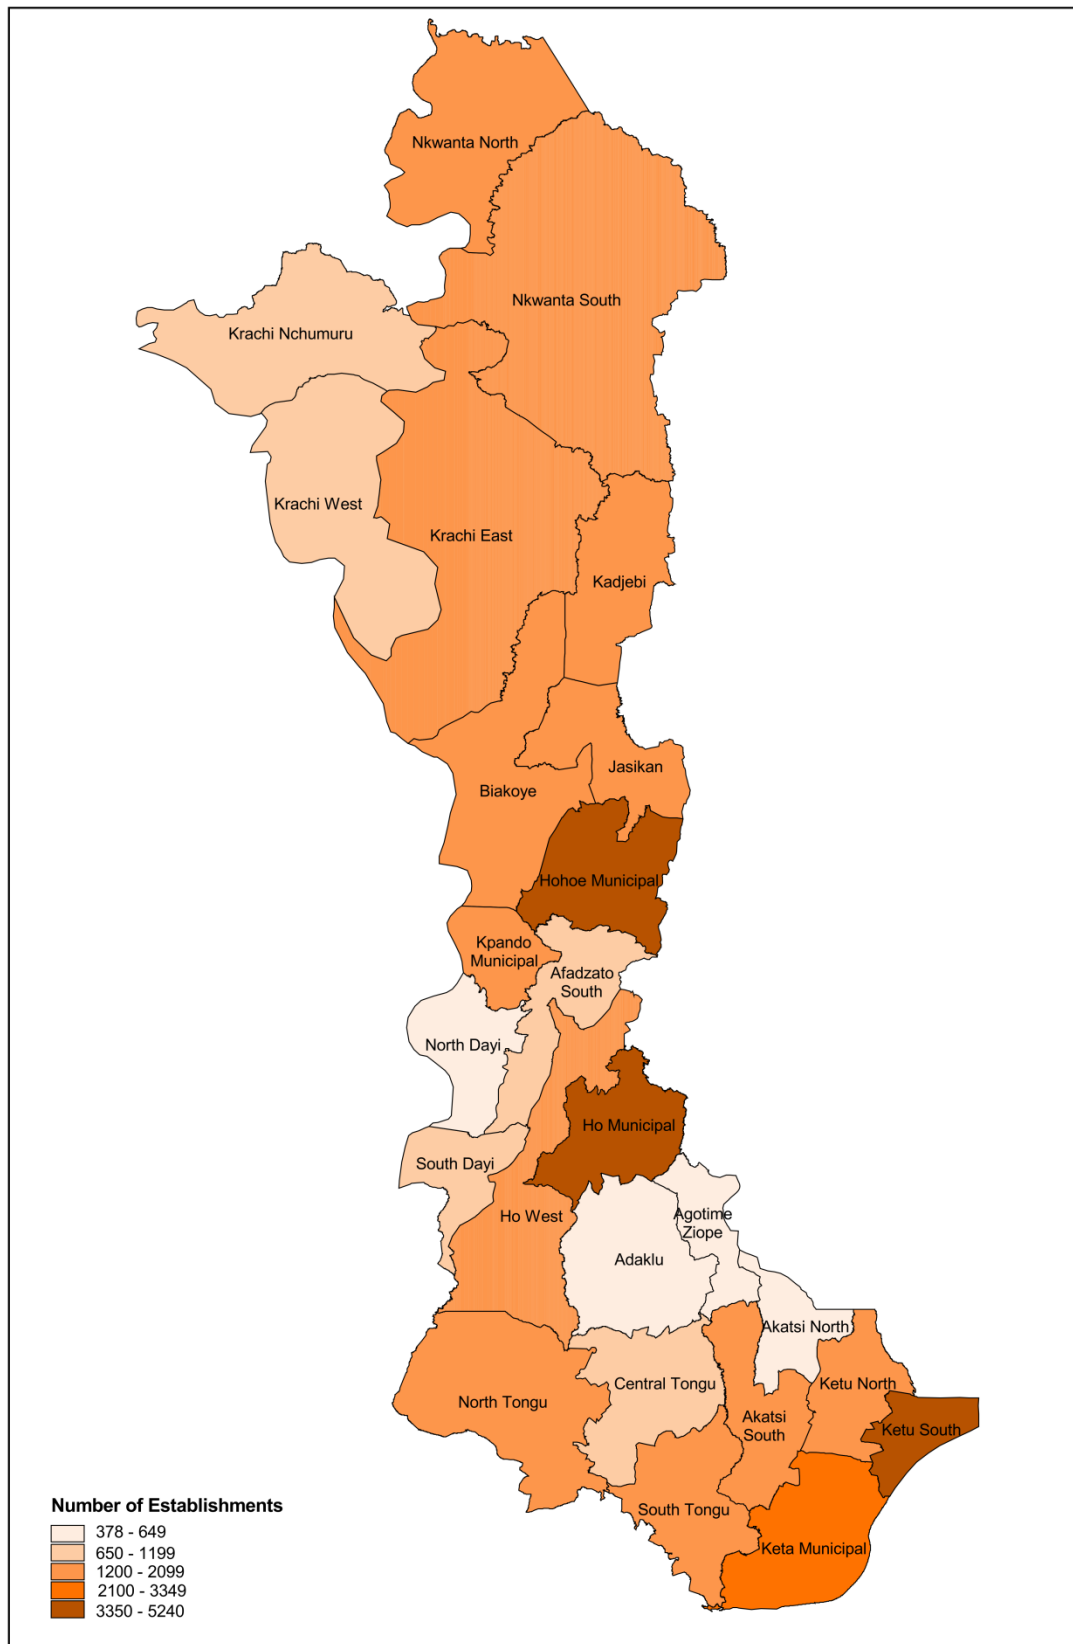 Nkwanta North
Nkwanta South
Krachi Nchumuru
Krachi West
Krachi East
Kadjebi
Jasikan
Biakoye
Hohoe Municipal
Kpando
Municipal
Afadzato
South
North Dayi
Ho Municipal
South Dayi
Ho West
Agotime
Ziope
Adaklu
Akatsi North
Central Tongu
Ketu North
North Tongu
Akatsi
South
Ketu South
South Tongu
Keta Municipal
Number of Establishments
378 - 649
650 - 1199
1200 - 2099
2100 - 3349
3350 - 5240